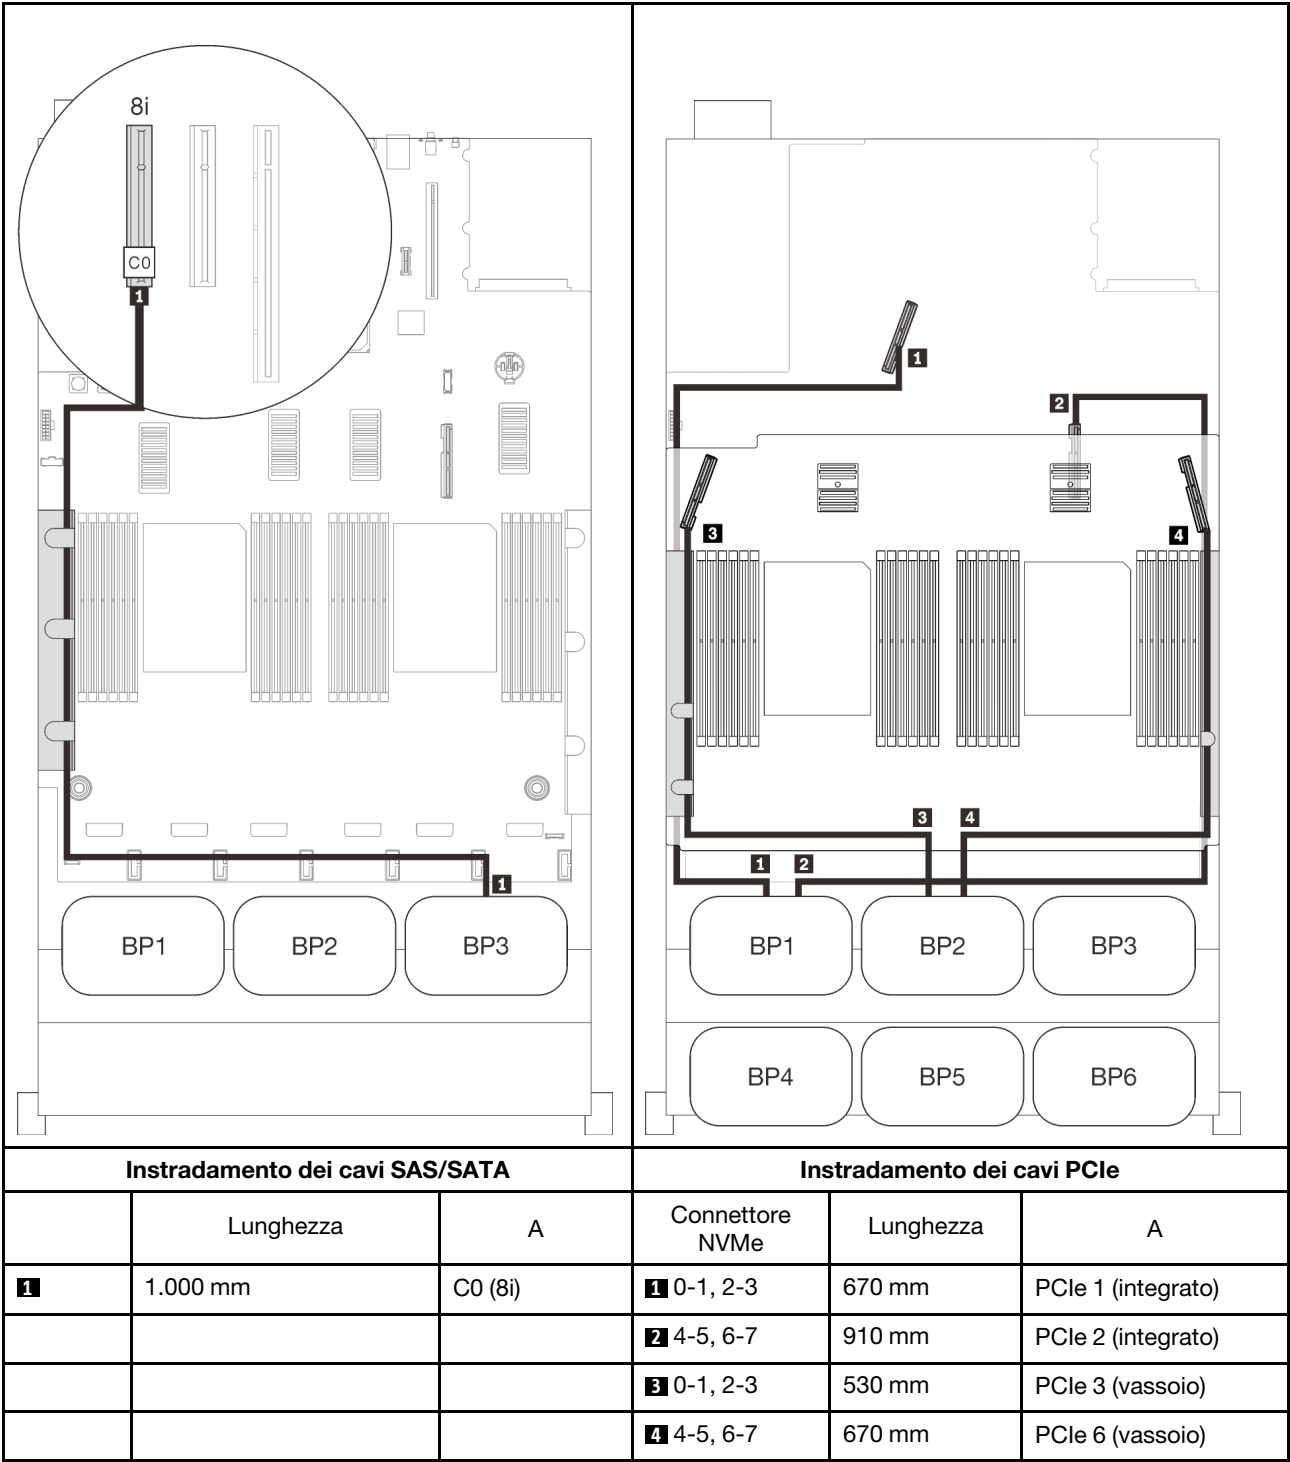 8i
C0
1
1
BP1 BP2 BP3
1
2
3
4
3 4
1 2
BP1 BP2 BP3
BP4 BP5 BP6
Instradamento dei cavi SAS/SATA
Lunghezza A
1 1.000 mm C0 (8i)
Instradamento dei cavi PCIe
Connettore
NVMe Lunghezza A
1 0-1, 2-3 670 mm PCIe 1 (integrato)
2 4-5, 6-7 910 mm PCIe 2 (integrato)
3 0-1, 2-3 530 mm PCIe 3 (vassoio)
4 4-5, 6-7 670 mm PCIe 6 (vassoio)